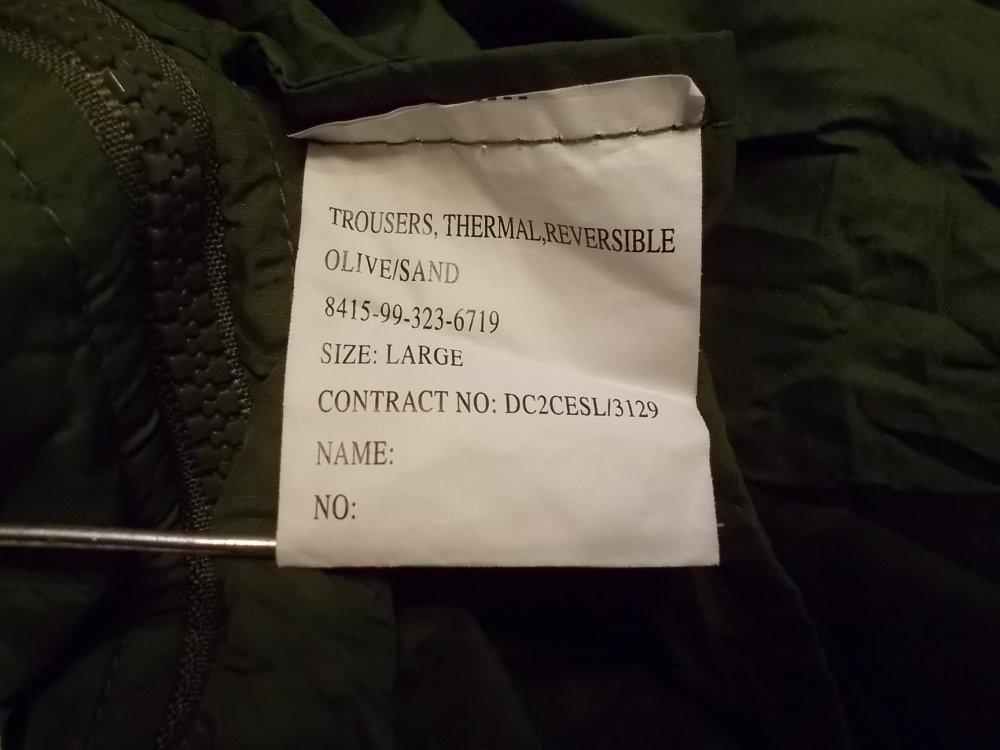 TROUSERS, THERMAL,REVERSIBLE
OLIVE/SAND
8415-99-323-6719
SIZE: LARGE
CONTRACT NO: DC2CESL/3129
NAME:
NO: